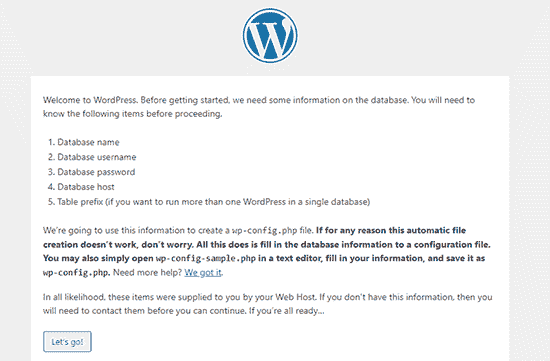 Welcome to WordPress. Before getting started, we need some information on the database. You will need to
know the following items before proceeding.
1. Database name
2. Database username
3. Database password
4. Database host
5. Table prefix (if you want to run more than one WordPress in a single database)
We're going to use this information to create a wp-config.php file. If for any reason this automatic file
creation doesn't work, don't worry. All this does is fill in the database information to a configuration file.
You may also simply open wp-config-sample.php in a text editor, fill in your information, and save it as
wp-config.php. Need more help? We got it.
In all likelihood, these items were supplied to you by your Web Host. If you don't have this information, then you
will need to contact them before you can continue. If you're all ready...
Let's go!